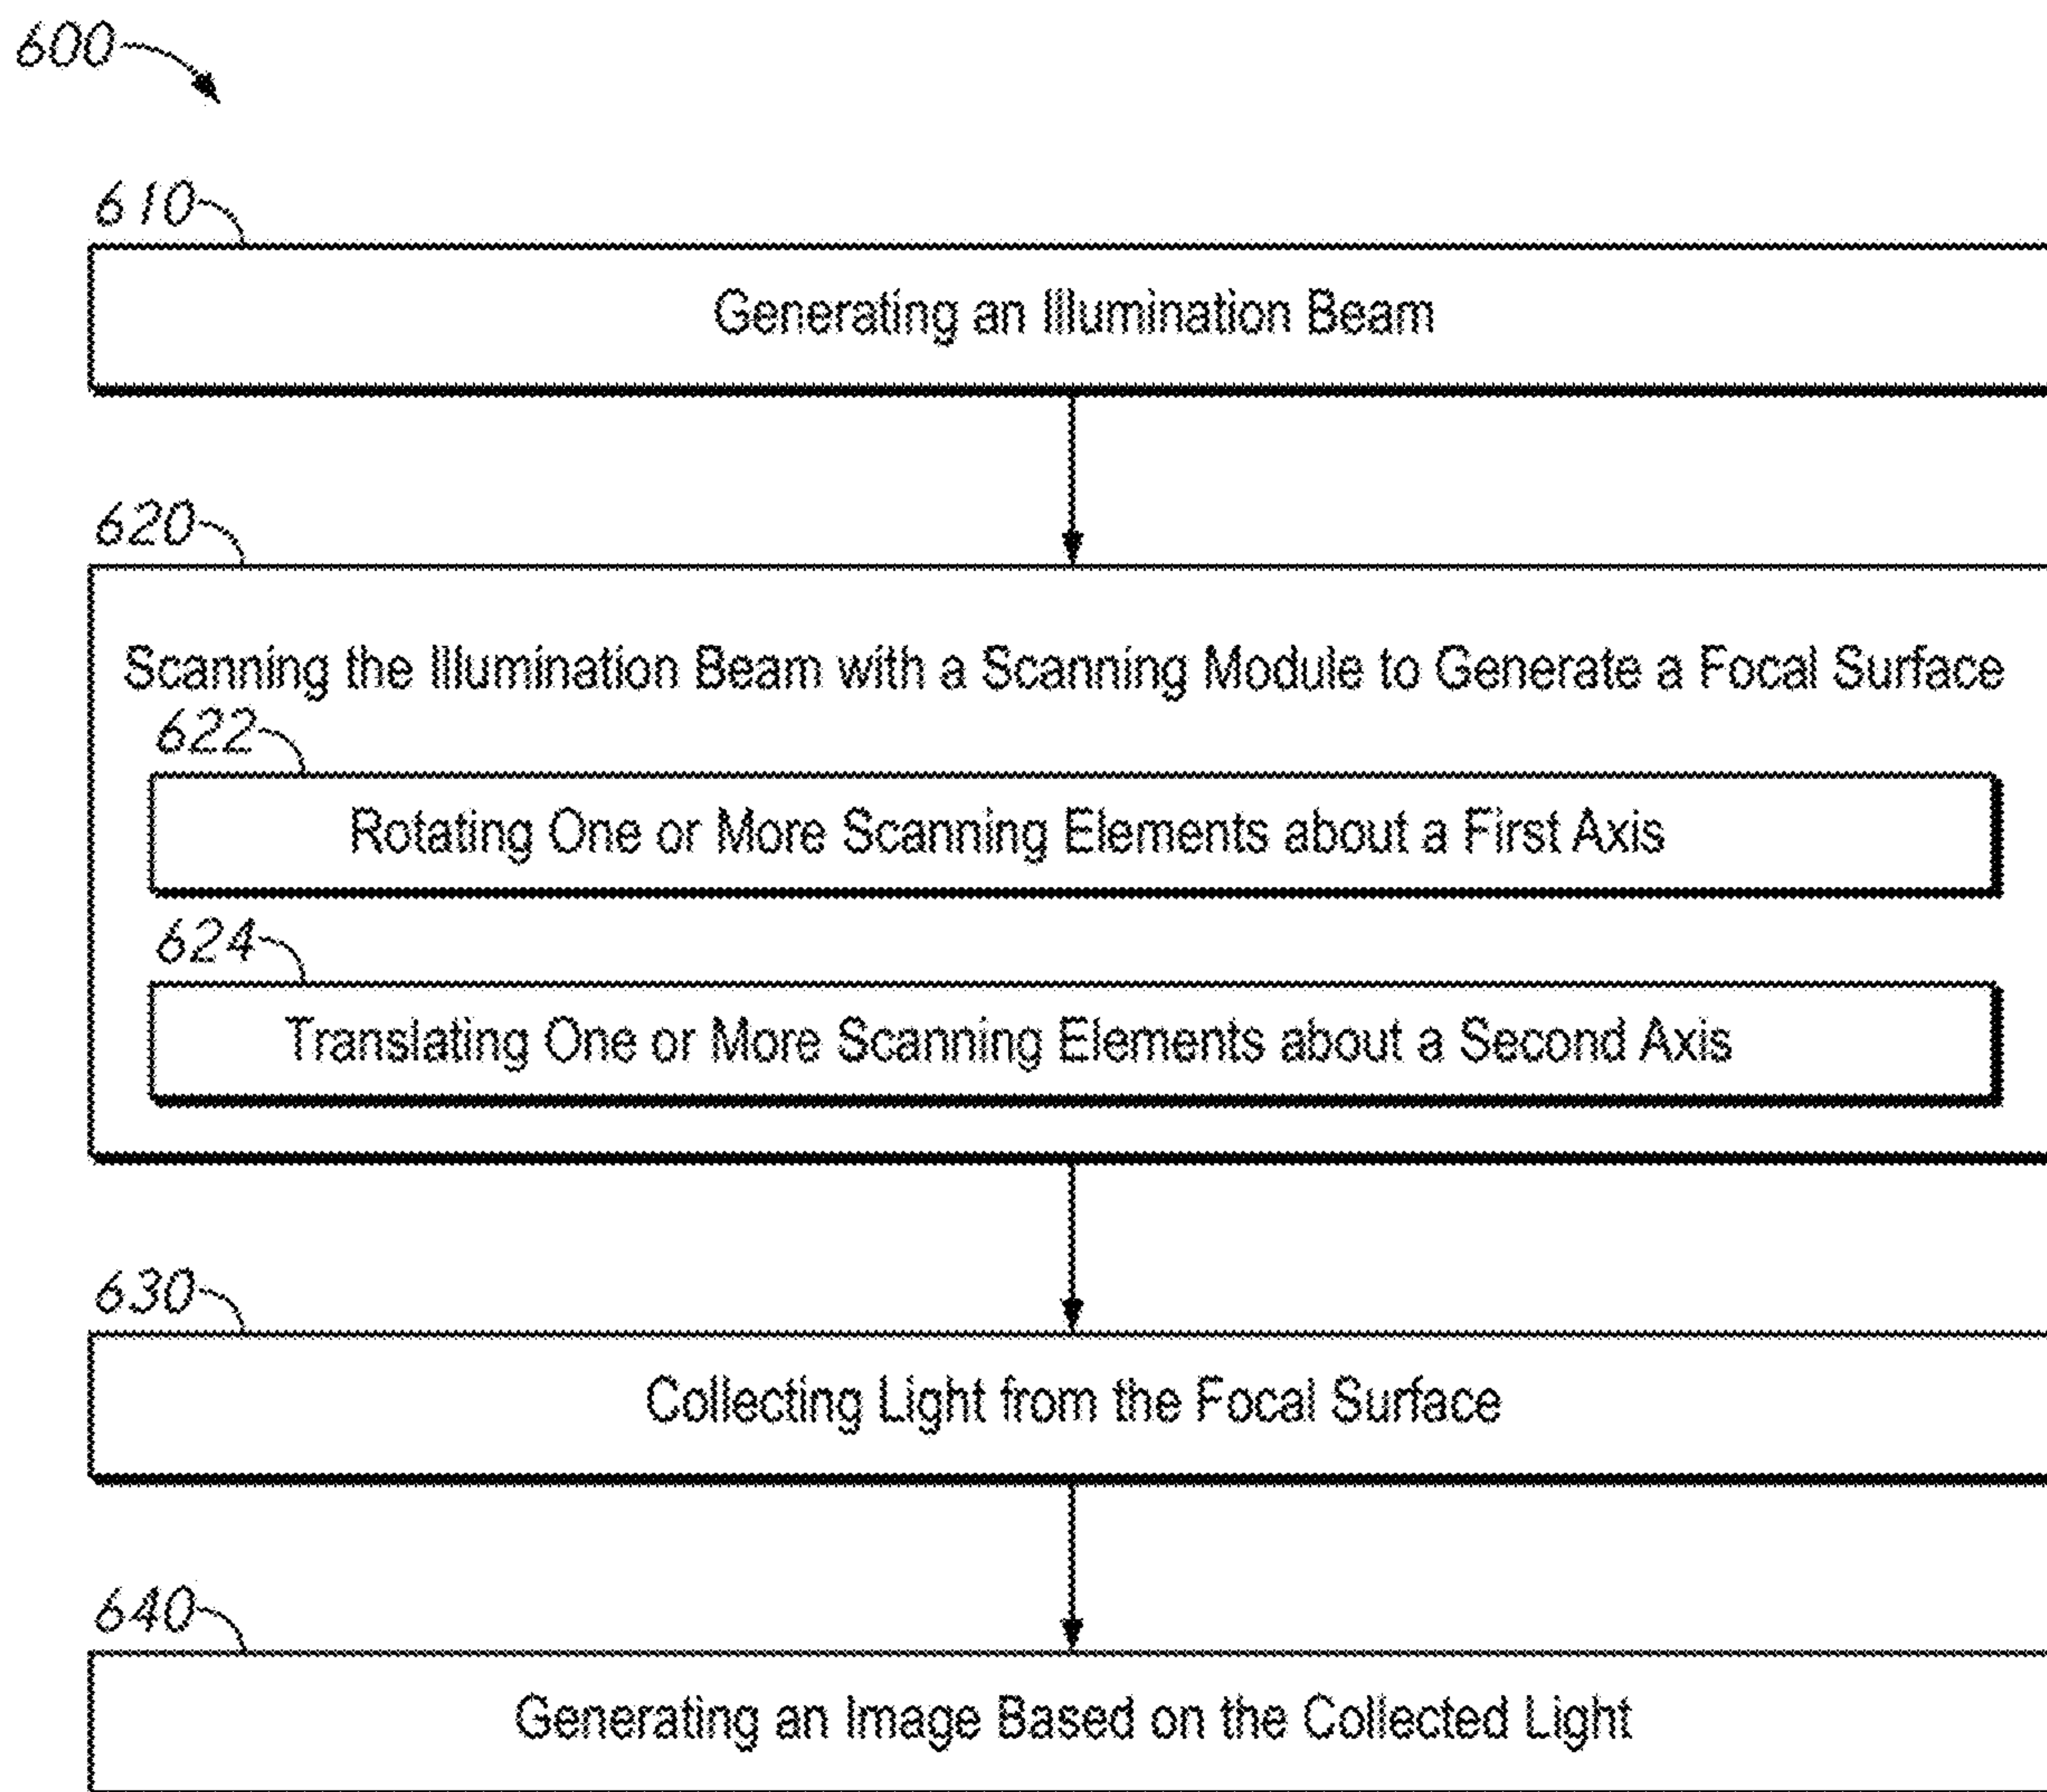 600
610
Generating an Illumination Beam
620
Scanning the Illumination Beam with a Scanning Module to Generate a Focal Surface
622
Rotating One or More Scanning Elements about a First Axis
624
Translating One or More Scanning Elements about a Second Axis
630
Collecting Light from the Focal Surface
640
Generating an Image Based on the Collected Light